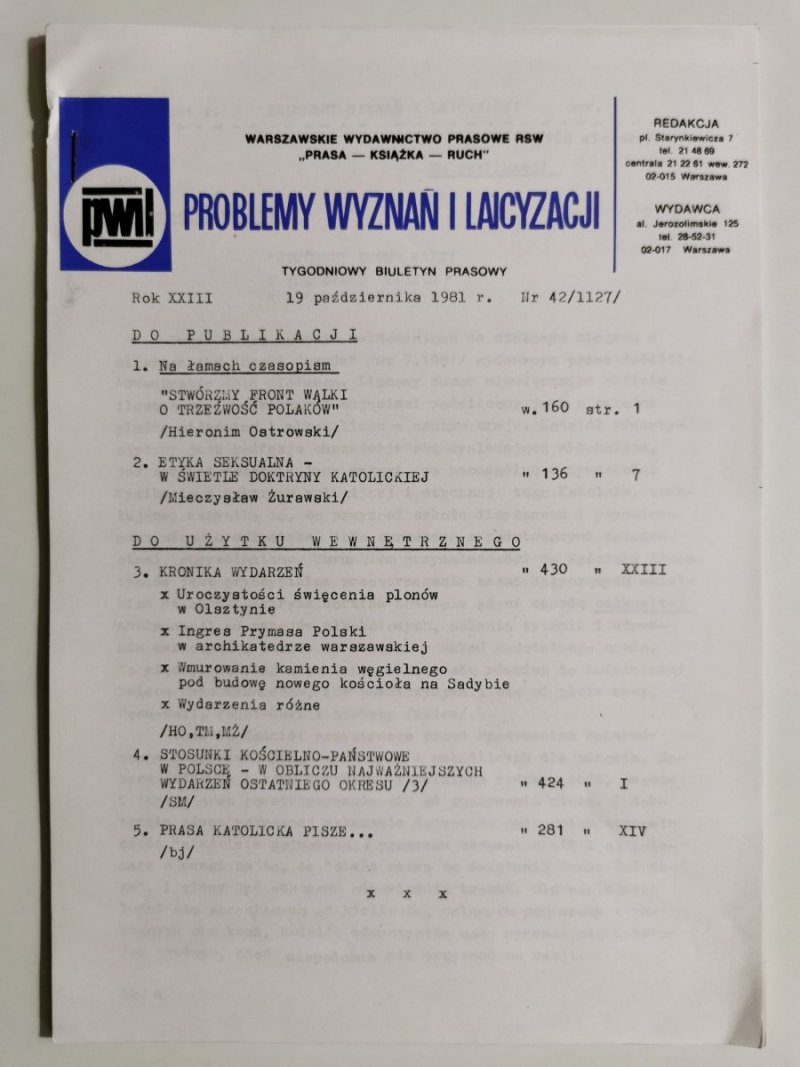 WARSZAWSKIE WYDAWNICTWO PRASOWE RSW
„PRASA — KSIĄŻKA — RUCH"
pwil
PROBLEMY WYZNAŃ I LAICYZACJI
TYGODNIOWY BIULETYN PRASOWY
REDAKCJA
pl. Starynkiewicza 7
tel. 21 48 69
centrala 21 22 61 wew. 272
02-015 Warszawa
WYDAWCA
al. Jerozolimskie 125
tel. 28-52-31
02-017 Warszawa
Rok XXIII 19 października 1981 r. Nr 42/1127/
DO PUBLIKACJI
1. Na łamach czasopism
"STWÓRZMY FRONT WALKI
O TRZEŹWOŚĆ POLAKÓW" w. 160 str. 1
/Hieronim Ostrowski/
2. ETYKA SEKSUALNA -
W ŚWIETLE DOKTRYNY KATOLICKIEJ " 136 " 7
/Mieczysław Żurawski/
DO UŻYTKU WEWNĘTRZNEGO
3. KRONIKA WYDARZEŃ " 430 " XXIII
x Uroczystości święcenia plonów
w Olsztynie
x Ingres Prymasa Polski
w archikatedrze warszawskiej
x Wmurowanie kamienia węgielnego
pod budowę nowego kościoła na Sadybie
x Wydarzenia różne
/HO,TM,MŻ/
4. STOSUNKI KOŚCIELNO-PAŃSTWOWE
W POLSCE - W OBLICZU NAJWAŻNIEJSZYCH
WYDARZEŃ OSTATNIEGO OKRESU /3/ " 424 " I
/SM/
5. PRASA KATOLICKA PISZE... " 281 " XIV
/bj/
x x x